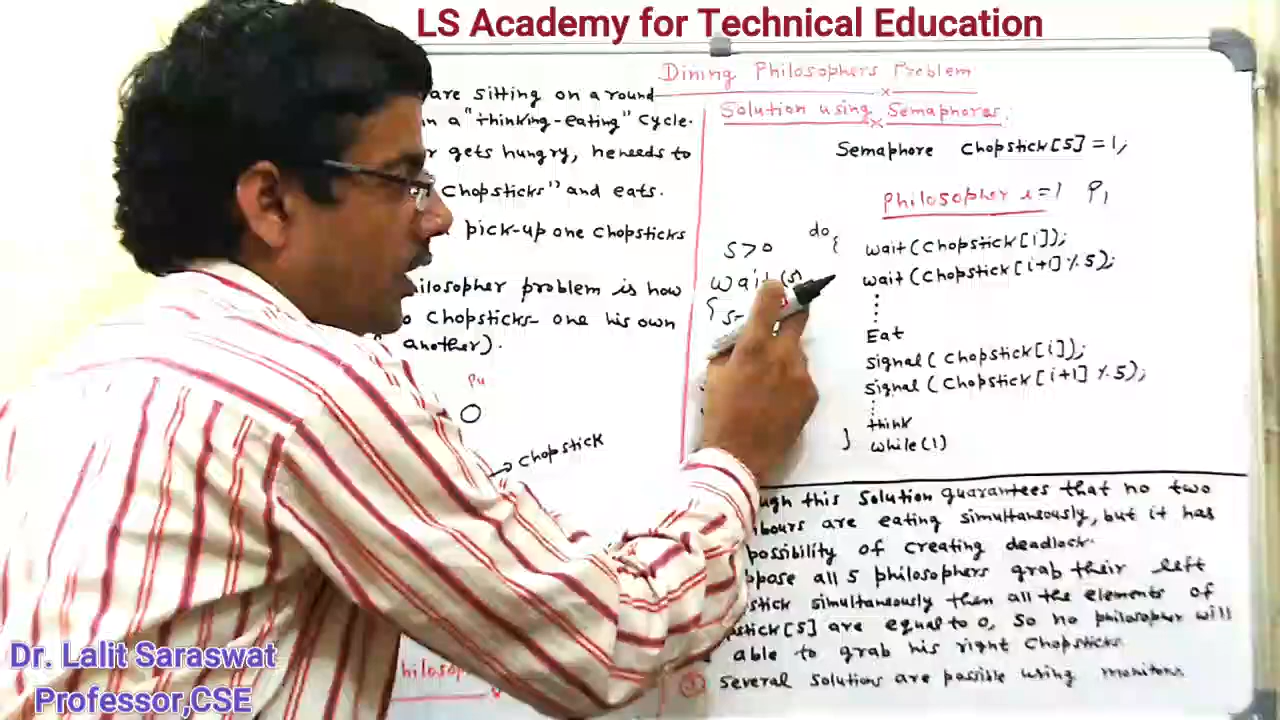 LS Academy for Technical Education
Dining Philosophers Problem
are sitting on a round
in a "thinking-eating" cycle.
r gets hungry, he needs to
Chopsticks" and eats.
pick-up one chopsticks
ilosopher problem is how
o chopsticks- one his own
another).
Pu
Chopstick
Solution using Semaphores:
Semaphore Chopstick[5] = 1;
Philosopher i=1 P1
s>0
wait(s)
{ s-
do {
wait(chopstick[i]);
wait(chopstick[i+1] % 5);
Eat
signal(chopstick[i]);
signal(chopstick[i+1] % 5);
think
} while(1)
ugh this solution guarantees that no two
bours are eating simultaneously, but it has
possibility of creating deadlock.
ppose all 5 philosophers grab their left
stick simultaneously then all the elements of
pstick[5] are equal to 0, so no philosopher will
able to grab his right chopsticks
Several solutions are possible using monitors
hilosop
Dr. Lalit Saraswat
Professor,CSE